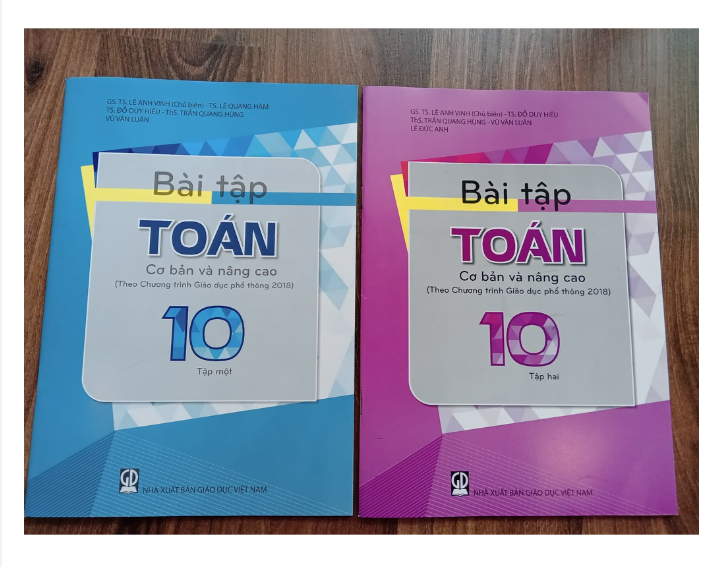 GS. TS. LÊ ANH VINH (Chủ biên) - TS. LÊ QUANG HÀM
TS. ĐỖ DUY HIẾU - ThS. TRẦN QUANG HÙNG
VŨ VĂN LUÂN
Bài tập
TOÁN
Cơ bản và nâng cao
(Theo Chương trình Giáo dục phổ thông 2018)
10
Tập một
GD
NHÀ XUẤT BẢN GIÁO DỤC VIỆT NAM
GS. TS. LÊ ANH VINH (Chủ biên) - TS. ĐỖ DUY HIẾU
ThS. TRẦN QUANG HÙNG - VŨ VĂN LUÂN
LÊ ĐỨC ANH
Bài tập
TOÁN
Cơ bản và nâng cao
(Theo Chương trình Giáo dục phổ thông 2018)
10
Tập hai
GD
NHÀ XUẤT BẢN GIÁO DỤC VIỆT NAM